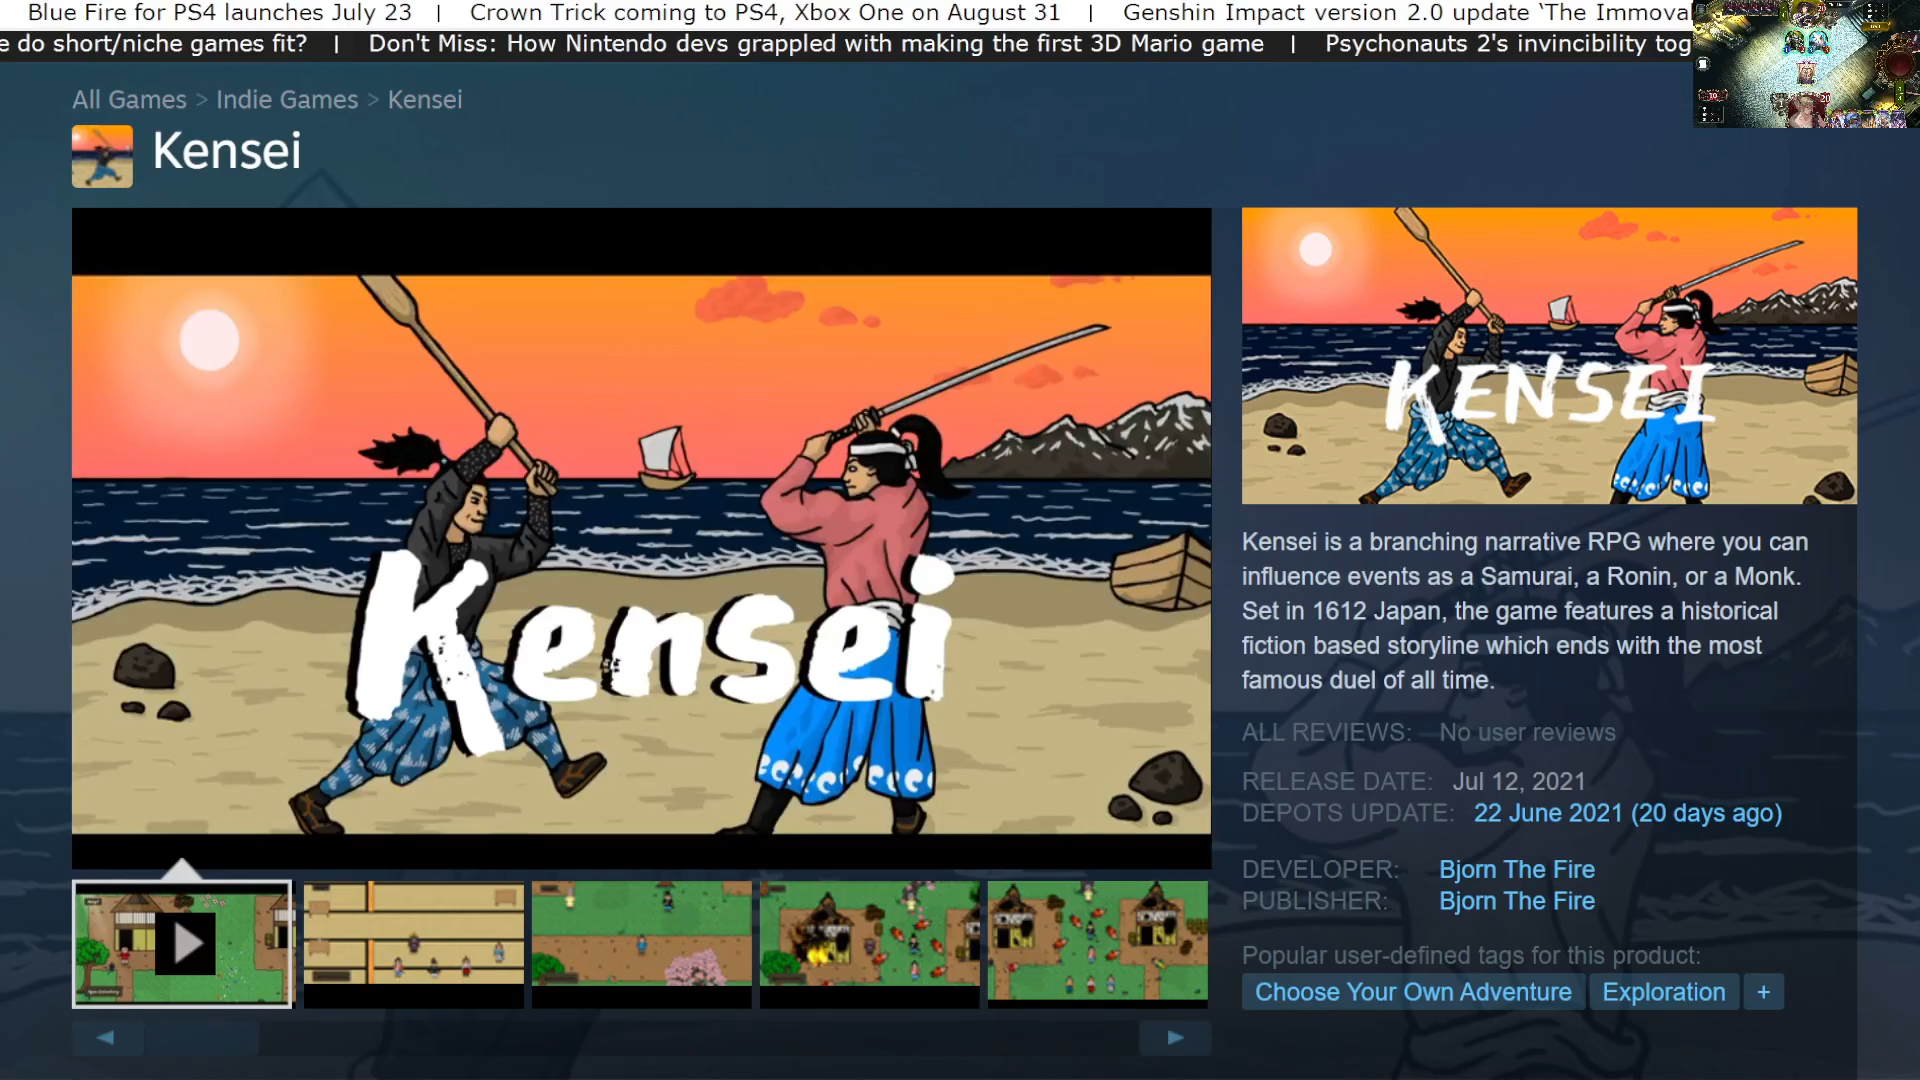 Blue Fire for PS4 launches July 23 | Crown Trick coming to PS4, Xbox One on August 31 | Genshin Impact version 2.0 update ‘The Immova
e do short/niche games fit? | Don't Miss: How Nintendo devs grappled with making the first 3D Mario game | Psychonauts 2's invincibility tog
All Games > Indie Games > Kensei
Kensei
Kensei
KENSEI
Kensei is a branching narrative RPG where you can
influence events as a Samurai, a Ronin, or a Monk.
Set in 1612 Japan, the game features a historical
fiction based storyline which ends with the most
famous duel of all time.
ALL REVIEWS: No user reviews
RELEASE DATE: Jul 12, 2021
DEPOTS UPDATE: 22 June 2021 (20 days ago)
DEVELOPER: Bjorn The Fire
PUBLISHER: Bjorn The Fire
Popular user-defined tags for this product:
Choose Your Own Adventure Exploration +